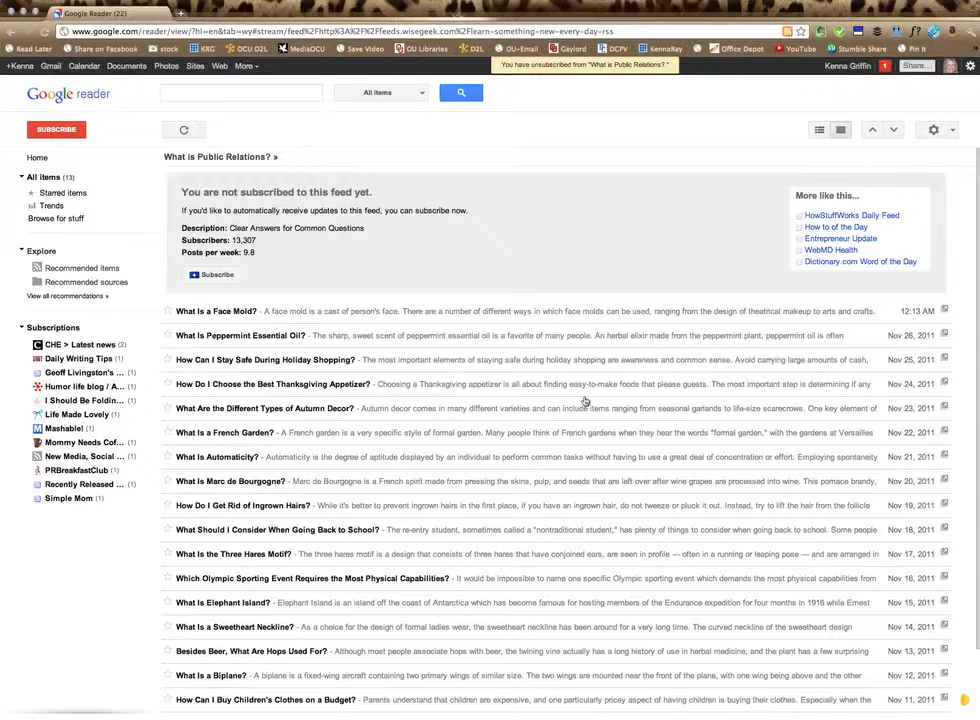 Google Reader (22)
www.google.com/reader/view/?hl=en&tab=wy#stream/feed%2Fhttp%3A%2F%2Ffeeds.wisegeek.com%2Flearn-something-new-every-day-rss
Read Later Share on Facebook stock KRG OCU D2L MediaOCU Save Video OU Libraries D2L OU-Email Gaylord OCPV KennaRay Office Depot YouTube Stumble Share Pin It
+Kenna Gmail Calendar Documents Photos Sites Web More
You have unsubscribed from "What is Public Relations?."
Kenna Griffin 1 Share...
Google reader
All items
SUBSCRIBE
Home
All items (13)
Starred items
Trends
Browse for stuff
Explore
Recommended items
Recommended sources
View all recommendations »
Subscriptions
CHE > Latest news (2)
Daily Writing Tips (1)
Geoff Livingston's ... (1)
Humor life blog / A... (1)
I Should Be Foldin... (1)
Life Made Lovely (1)
Mashable! (1)
Mommy Needs Cof... (1)
New Media, Social ... (1)
PRBreakfastClub (1)
Recently Released ... (1)
Simple Mom (1)
What is Public Relations? »
You are not subscribed to this feed yet.
If you'd like to automatically receive updates to this feed, you can subscribe now.
Description: Clear Answers for Common Questions
Subscribers: 13,307
Posts per week: 9.8
Subscribe
More like this...
HowStuffWorks Daily Feed
How to of the Day
Entrepreneur Update
WebMD Health
Dictionary.com Word of the Day
What Is a Face Mold? - A face mold is a cast of person's face. There are a number of different ways in which face molds can be used, ranging from the design of theatrical makeup to arts and crafts. 12:13 AM
What Is Peppermint Essential Oil? - The sharp, sweet scent of peppermint essential oil is a favorite of many people. An herbal elixir made from the peppermint plant, peppermint oil is often Nov 26, 2011
How Can I Stay Safe During Holiday Shopping? - The most important elements of staying safe during holiday shopping are awareness and common sense. Avoid carrying large amounts of cash, Nov 25, 2011
How Do I Choose the Best Thanksgiving Appetizer? - Choosing a Thanksgiving appetizer is all about finding easy-to-make foods that please guests. The most important step is determining if any Nov 24, 2011
What Are the Different Types of Autumn Decor? - Autumn decor comes in many different varieties and can include items ranging from seasonal garlands to life-size scarecrows. One key element of Nov 23, 2011
What Is a French Garden? - A French garden is a very specific style of formal garden. Many people think of French gardens when they hear the words "formal garden," with the gardens at Versailles Nov 22, 2011
What Is Automaticity? - Automaticity is the degree of aptitude displayed by an individual to perform common tasks without having to use a great deal of concentration or effort. Employing spontaneity Nov 21, 2011
What Is Marc de Bourgogne? - Marc de Bourgogne is a French spirit made from pressing the skins, pulp, and seeds that are left over after wine grapes are processed into wine. This pomace brandy, Nov 20, 2011
How Do I Get Rid of Ingrown Hairs? - While it's better to prevent ingrown hairs in the first place, if you have an ingrown hair, do not tweeze or pluck it out. Instead, try to lift the hair from the follicle Nov 19, 2011
What Should I Consider When Going Back to School? - The re-entry student, sometimes called a "nontraditional student," has plenty of things to consider when going back to school. Some people Nov 18, 2011
What Is the Three Hares Motif? - The three hares motif is a design that consists of three hares that have conjoined ears, are seen in profile — often in a running or leaping pose — and are arranged in Nov 17, 2011
Which Olympic Sporting Event Requires the Most Physical Capabilities? - It would be impossible to name one specific Olympic sporting event which demands the most physical capabilities from Nov 16, 2011
What Is Elephant Island? - Elephant Island is an island off the coast of Antarctica which has become famous for hosting members of the Endurance expedition for four months in 1916 while Ernest Nov 15, 2011
What Is a Sweetheart Neckline? - As a choice for the design of formal ladies wear, the sweetheart neckline has been around for a very long time. The curved neckline of the sweetheart design Nov 14, 2011
Besides Beer, What Are Hops Used For? - Although most people associate hops with beer, the twining vine actually has a long history of use in herbal medicine, and the plant has a few surprising Nov 13, 2011
What Is a Biplane? - A biplane is a fixed-wing aircraft containing two primary wings of similar size. The two wings are mounted near the front of the plane, with one wing being above and the other Nov 12, 2011
How Can I Buy Children's Clothes on a Budget? - Parents understand that children are expensive, and one particularly pricey aspect of having children is buying their clothes. Especially when the Nov 11, 2011